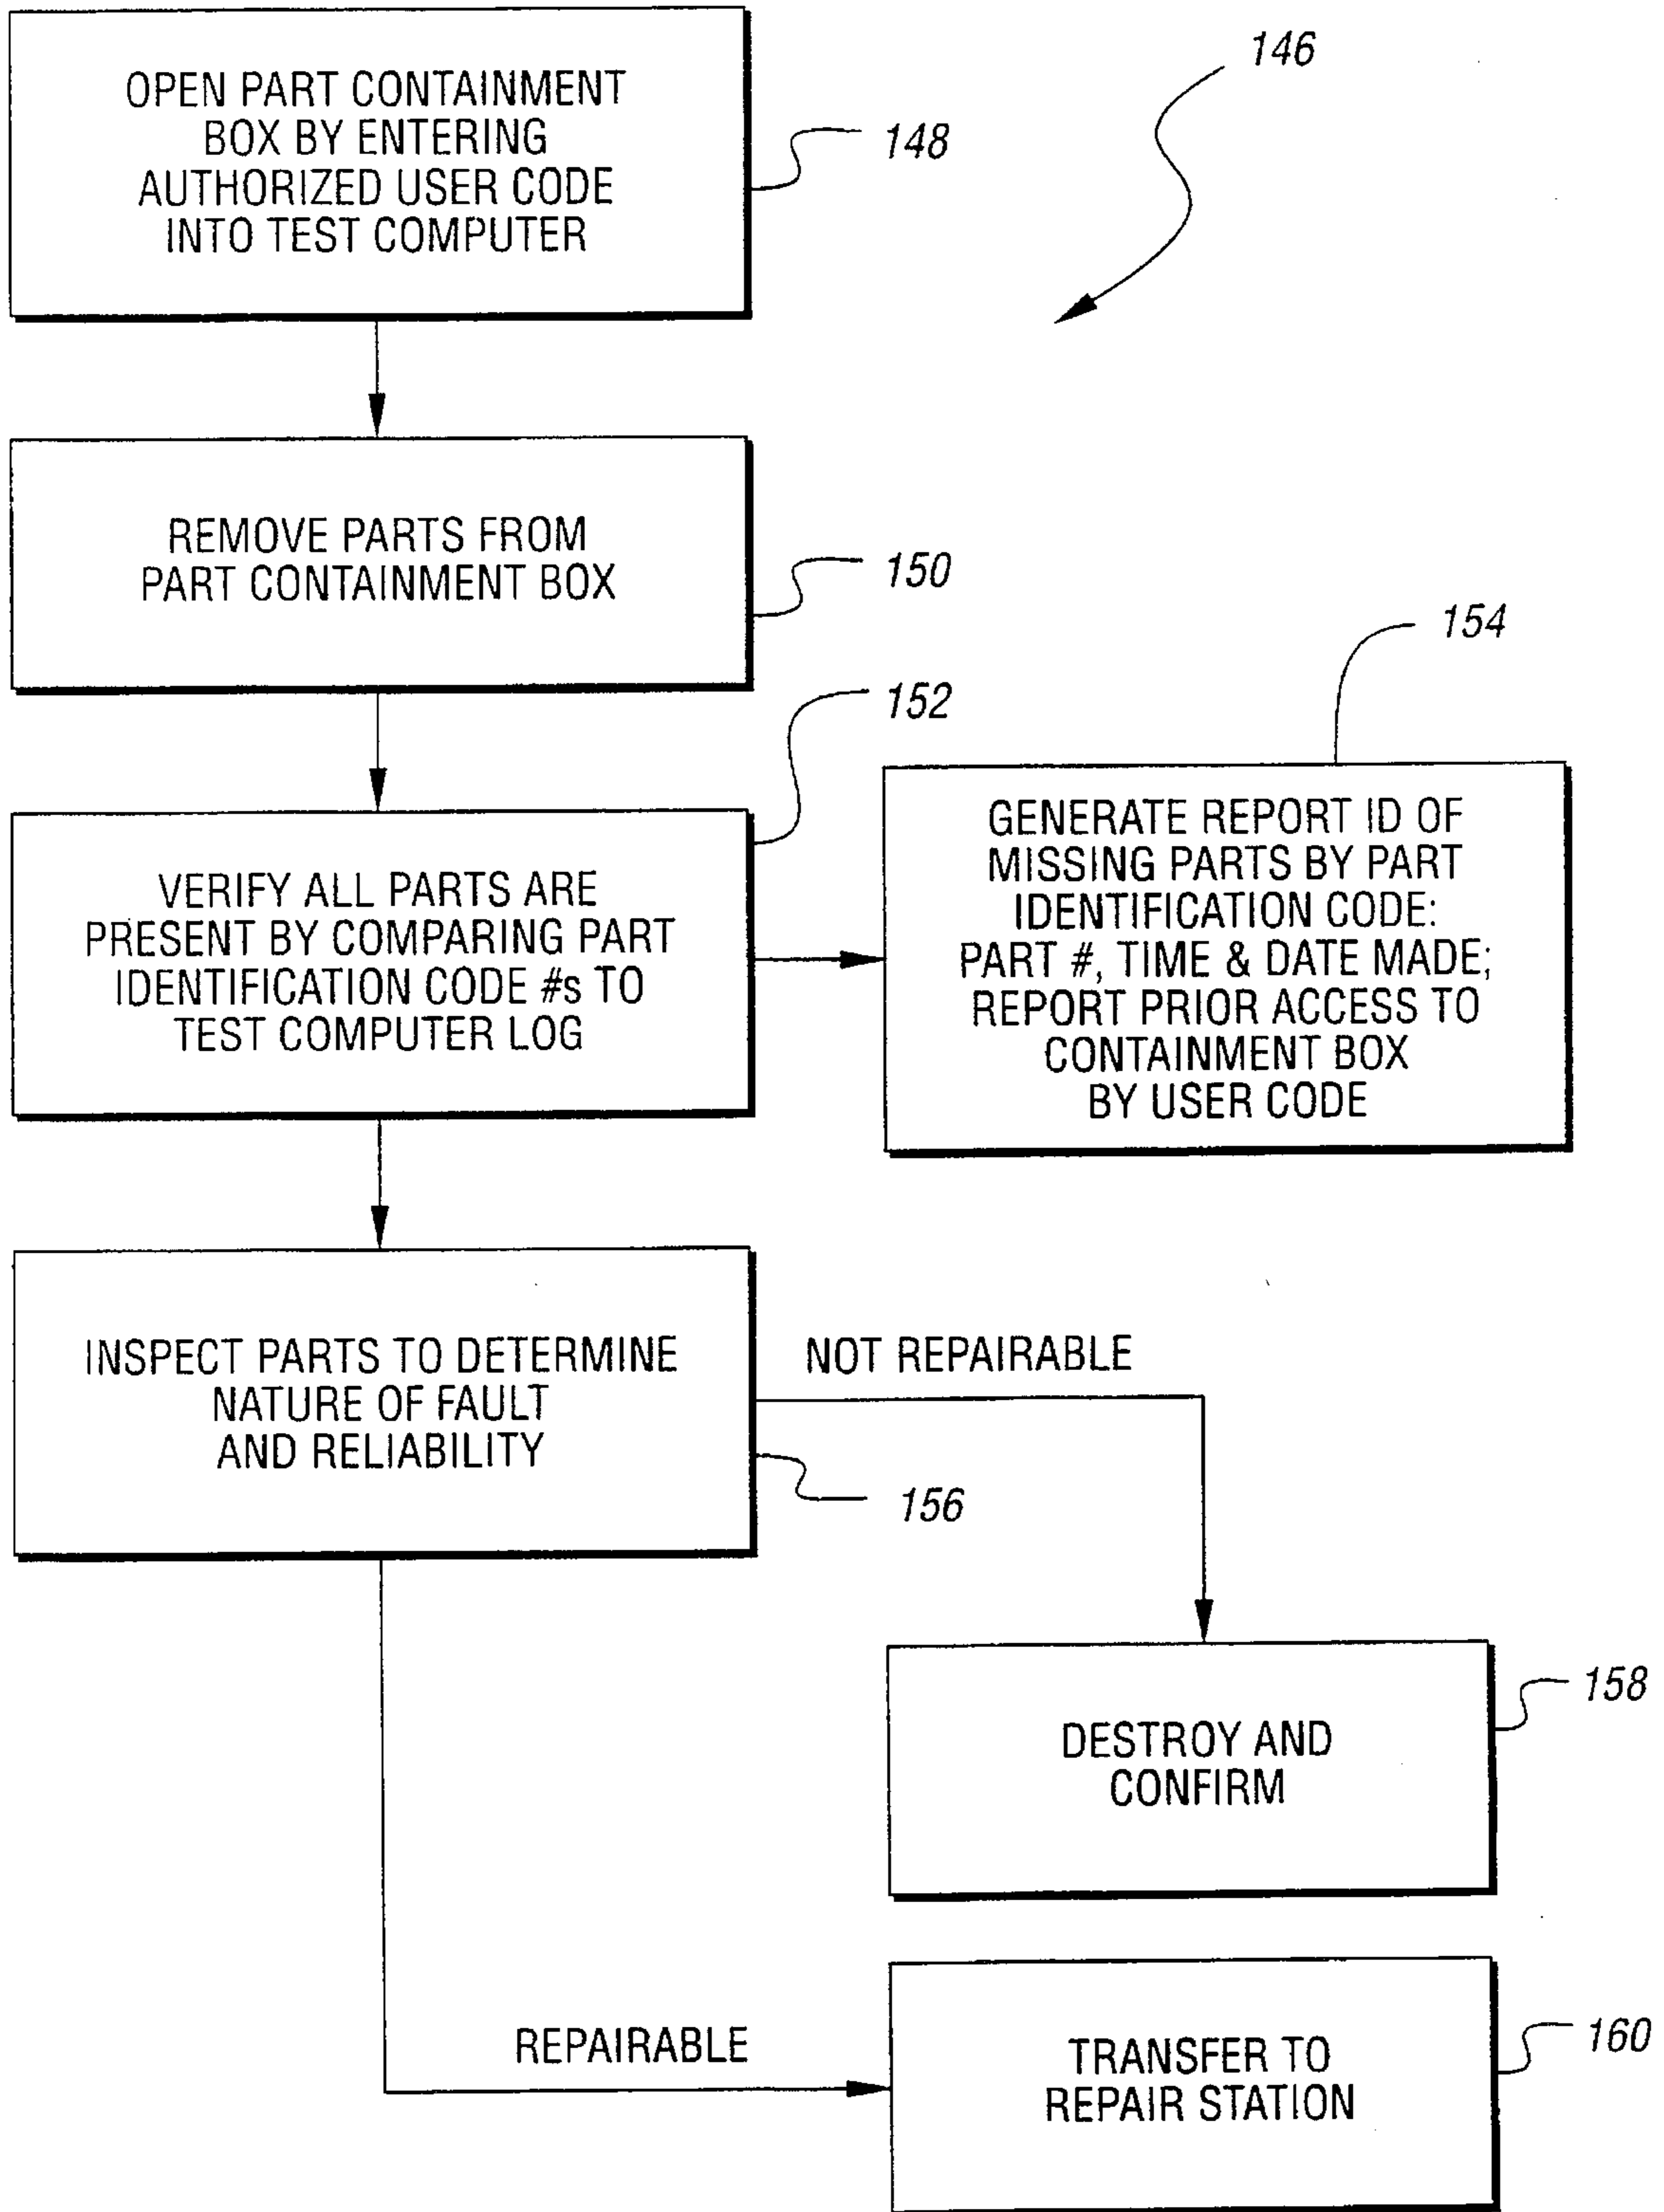 146
OPEN PART CONTAINMENT
BOX BY ENTERING
AUTHORIZED USER CODE
INTO TEST COMPUTER
148
REMOVE PARTS FROM
PART CONTAINMENT BOX
150
152
154
VERIFY ALL PARTS ARE
PRESENT BY COMPARING PART
IDENTIFICATION CODE #s TO
TEST COMPUTER LOG
GENERATE REPORT ID OF
MISSING PARTS BY PART
IDENTIFICATION CODE:
PART #, TIME & DATE MADE;
REPORT PRIOR ACCESS TO
CONTAINMENT BOX
BY USER CODE
INSPECT PARTS TO DETERMINE
NATURE OF FAULT
AND RELIABILITY
156
NOT REPAIRABLE
DESTROY AND
CONFIRM
158
REPAIRABLE
TRANSFER TO
REPAIR STATION
160